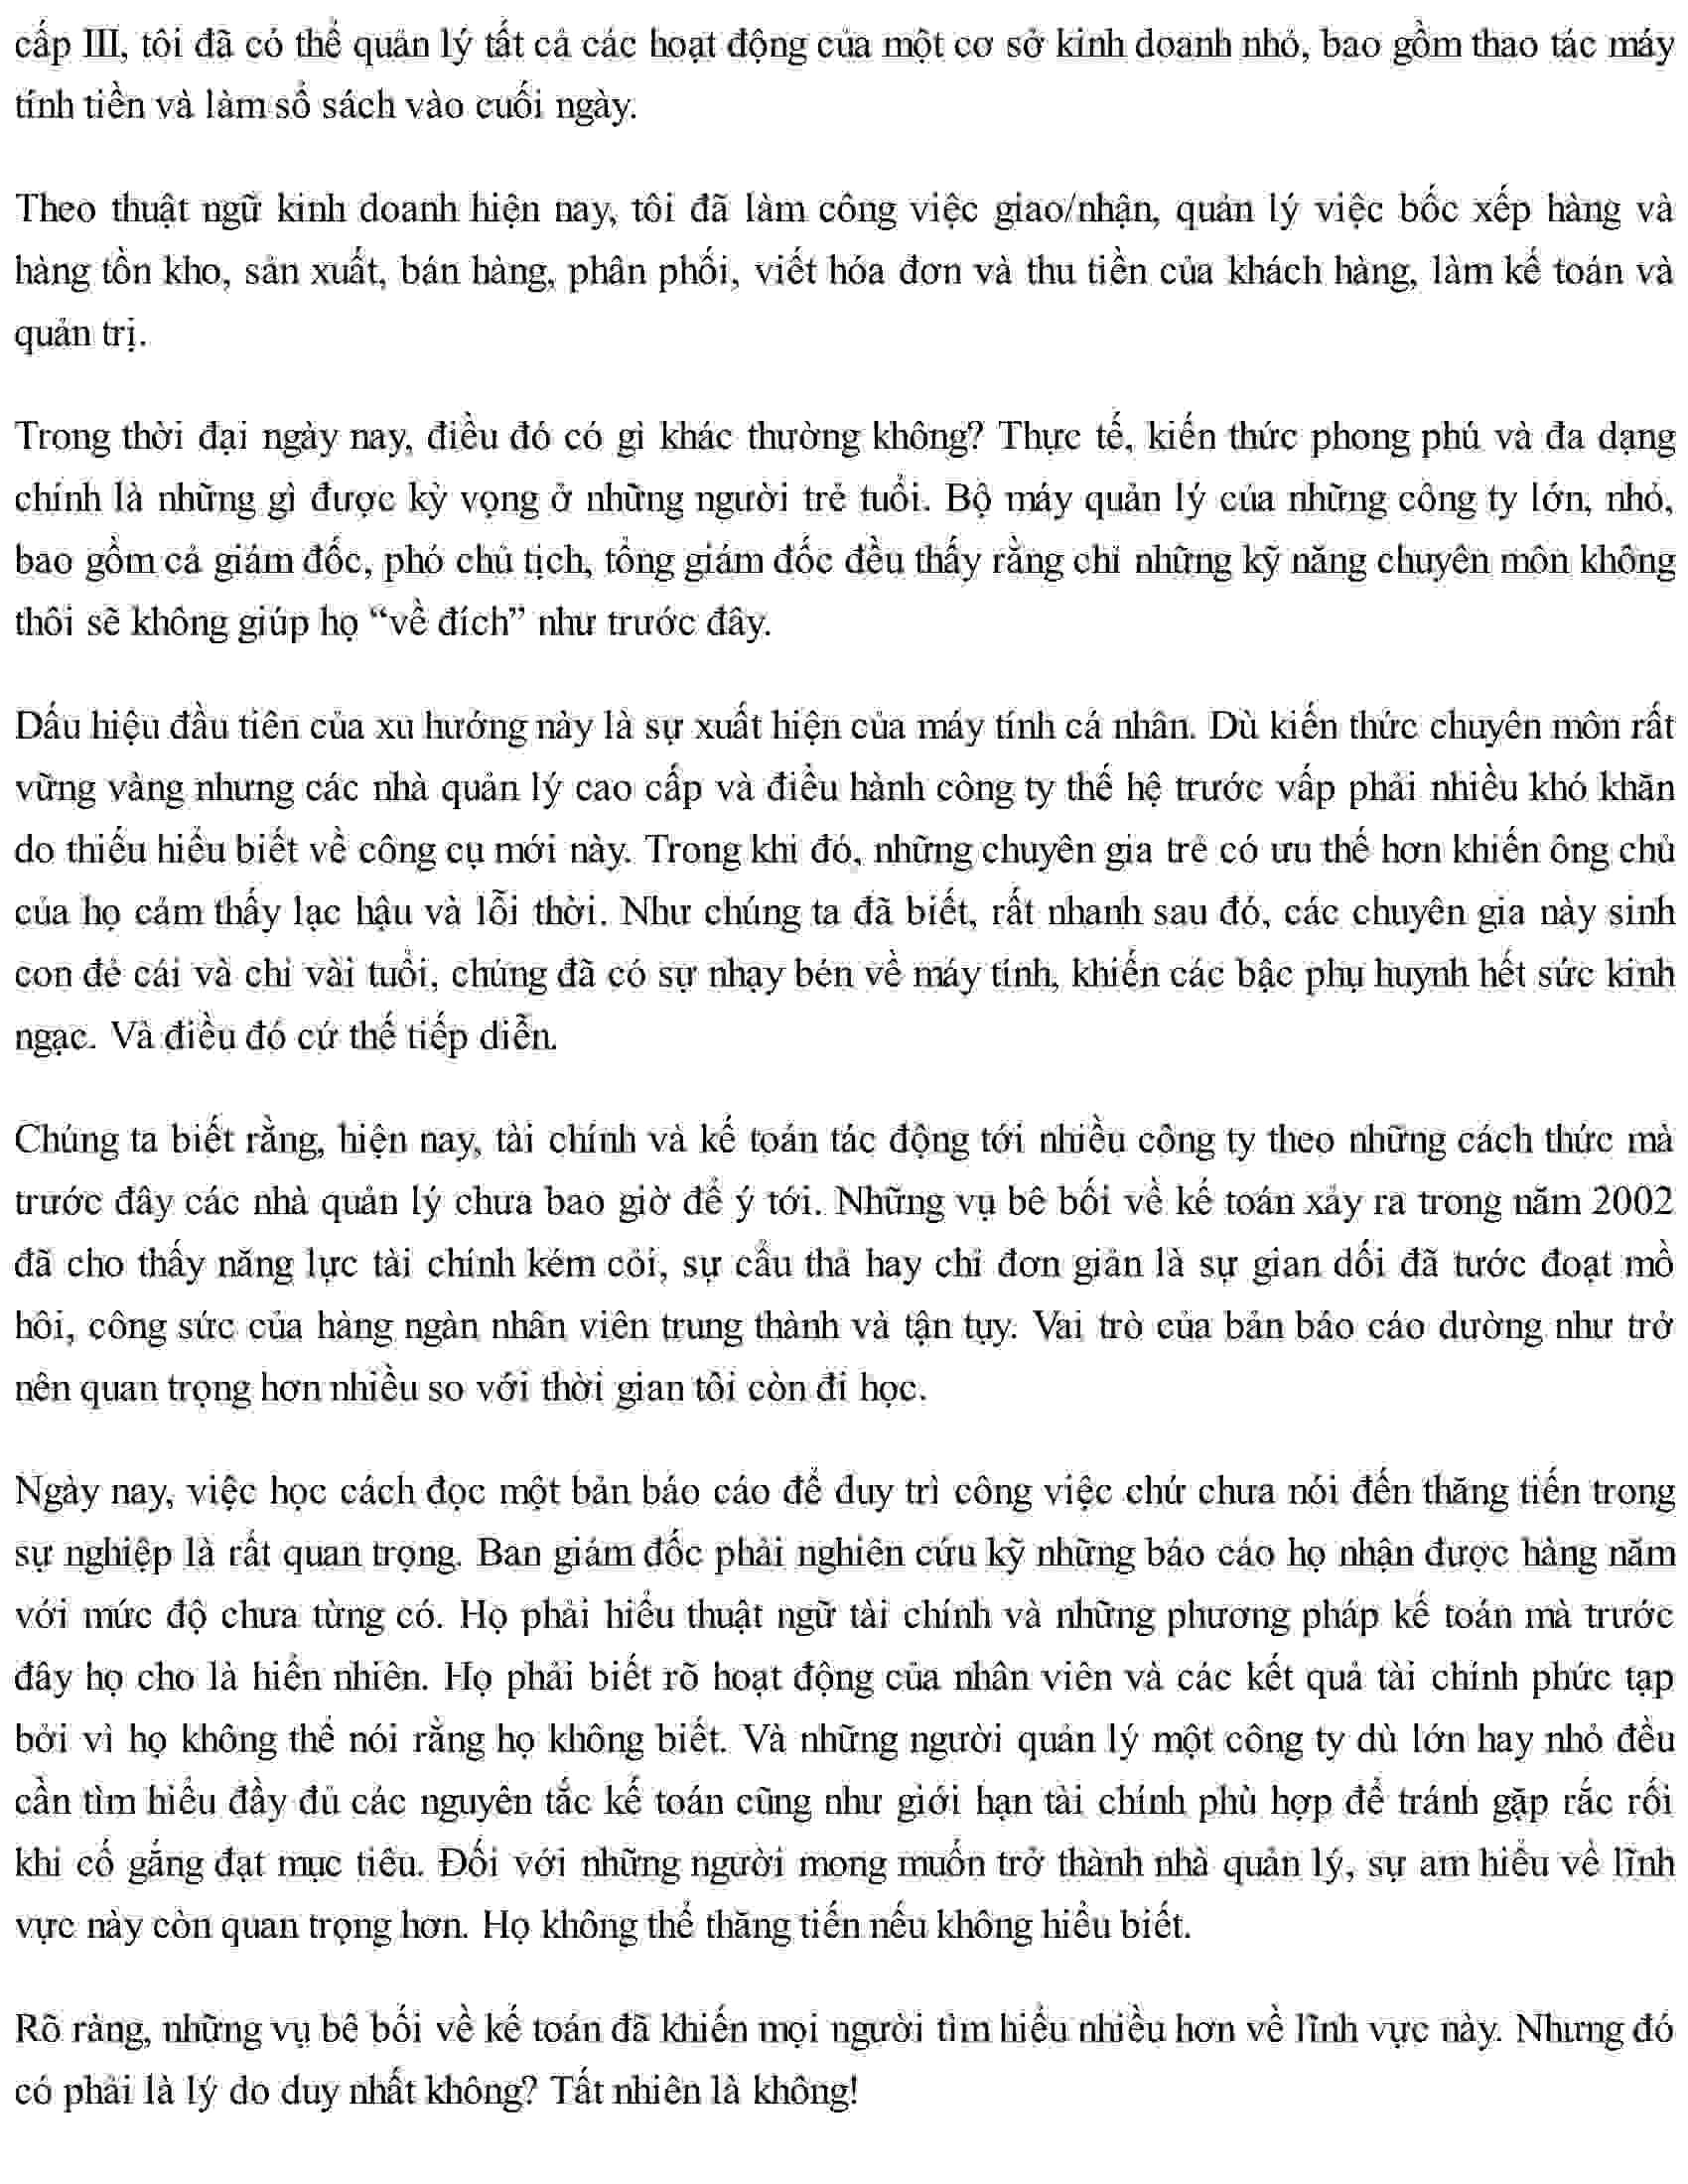 cấp III, tôi đã có thể quản lý tất cả các hoạt động của một cơ sở kinh doanh nhỏ, bao gồm thao tác máy
tính tiền và làm sổ sách vào cuối ngày.
Theo thuật ngữ kinh doanh hiện nay, tôi đã làm công việc giao/nhận, quản lý việc bốc xếp hàng và
hàng tồn kho, sản xuất, bán hàng, phân phối, viết hóa đơn và thu tiền của khách hàng, làm kế toán và
quản trị.
Trong thời đại ngày nay, điều đó có gì khác thường không? Thực tế, kiến thức phong phú và đa dạng
chính là những gì được kỳ vọng ở những người trẻ tuổi. Bộ máy quản lý của những công ty lớn, nhỏ,
bao gồm cả giám đốc, phó chủ tịch, tổng giám đốc đều thấy rằng chỉ những kỹ năng chuyên môn không
thôi sẽ không giúp họ “về đích” như trước đây.
Dấu hiệu đầu tiên của xu hướng này là sự xuất hiện của máy tính cá nhân. Dù kiến thức chuyên môn rất
vững vàng nhưng các nhà quản lý cao cấp và điều hành công ty thế hệ trước vấp phải nhiều khó khăn
do thiếu hiểu biết về công cụ mới này. Trong khi đó, những chuyên gia trẻ có ưu thế hơn khiến ông chủ
của họ cảm thấy lạc hậu và lỗi thời. Như chúng ta đã biết, rất nhanh sau đó, các chuyên gia này sinh
con đẻ cái và chỉ vài tuổi, chúng đã có sự nhạy bén về máy tính, khiến các bậc phụ huynh hết sức kinh
ngạc. Và điều đó cứ thế tiếp diễn.
Chúng ta biết rằng, hiện nay, tài chính và kế toán tác động tới nhiều công ty theo những cách thức mà
trước đây các nhà quản lý chưa bao giờ để ý tới. Những vụ bê bối về kế toán xảy ra trong năm 2002
đã cho thấy năng lực tài chính kém cỏi, sự cẩu thả hay chỉ đơn giản là sự gian dối đã tước đoạt mồ
hôi, công sức của hàng ngàn nhân viên trung thành và tận tụy. Vai trò của bản báo cáo dường như trở
nên quan trọng hơn nhiều so với thời gian tôi còn đi học.
Ngày nay, việc học cách đọc một bản báo cáo để duy trì công việc chứ chưa nói đến thăng tiến trong
sự nghiệp là rất quan trọng. Ban giám đốc phải nghiên cứu kỹ những báo cáo họ nhận được hàng năm
với mức độ chưa từng có. Họ phải hiểu thuật ngữ tài chính và những phương pháp kế toán mà trước
đây họ cho là hiển nhiên. Họ phải biết rõ hoạt động của nhân viên và các kết quả tài chính phức tạp
bởi vì họ không thể nói rằng họ không biết. Và những người quản lý một công ty dù lớn hay nhỏ đều
cần tìm hiểu đầy đủ các nguyên tắc kế toán cũng như giới hạn tài chính phù hợp để tránh gặp rắc rối
khi cố gắng đạt mục tiêu. Đối với những người mong muốn trở thành nhà quản lý, sự am hiểu về lĩnh
vực này còn quan trọng hơn. Họ không thể thăng tiến nếu không hiểu biết.
Rõ ràng, những vụ bê bối về kế toán đã khiến mọi người tìm hiểu nhiều hơn về lĩnh vực này. Nhưng đó
có phải là lý do duy nhất không? Tất nhiên là không!